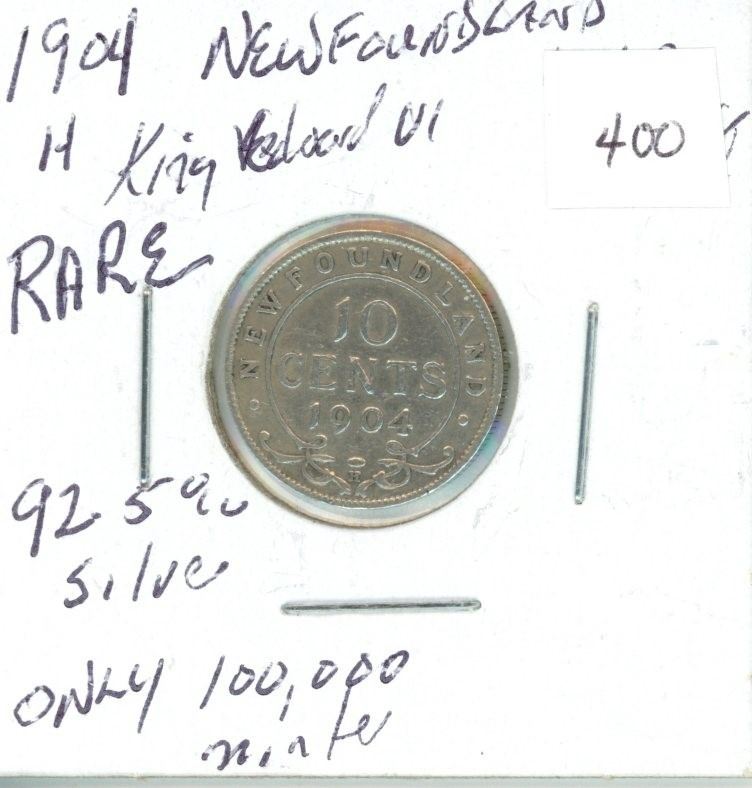 1904 NEWFOUNDLAND
H King Edward VI
400
RARE
NEWFOUNDLAND
10
CENTS
1904
H
92.5%
silver
ONLY 100,000
minted